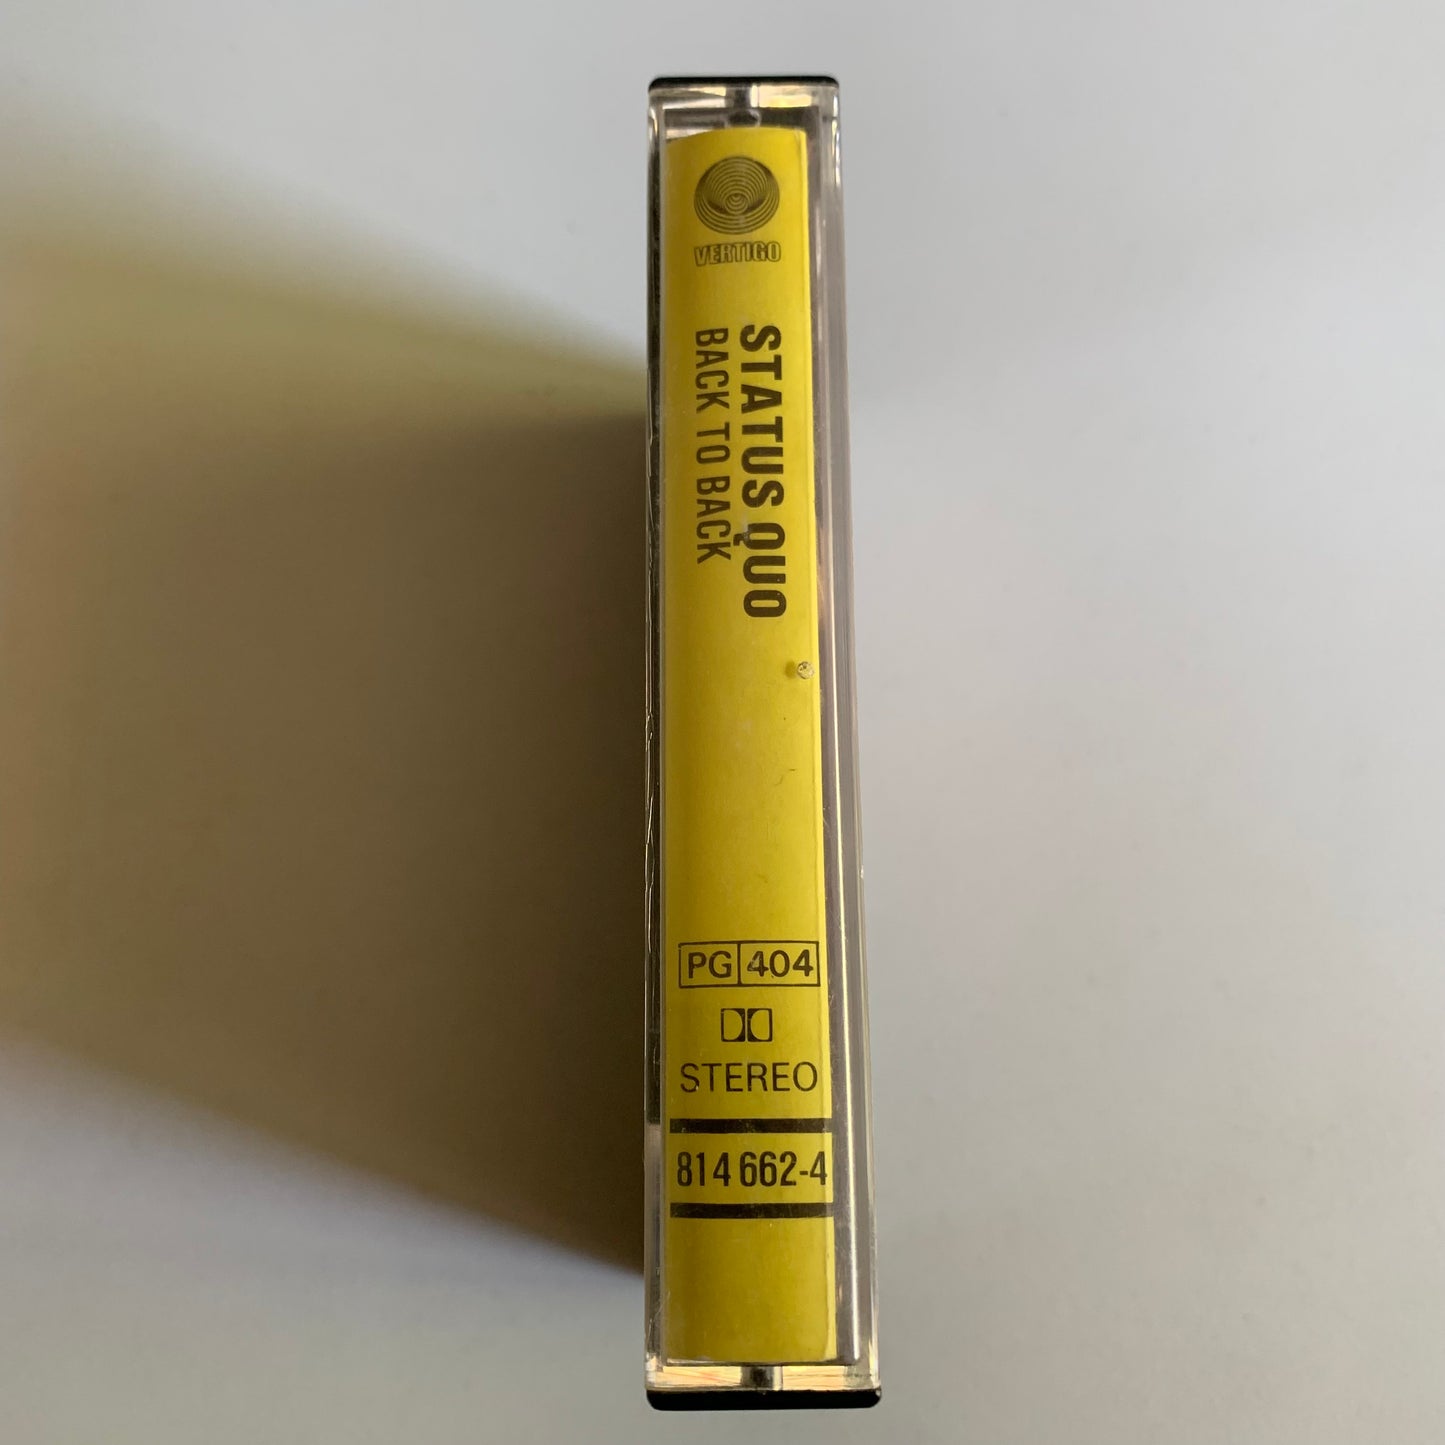 VERTIGO
STATUS QUO
BACK TO BACK
PG 404
STEREO
814 662-4